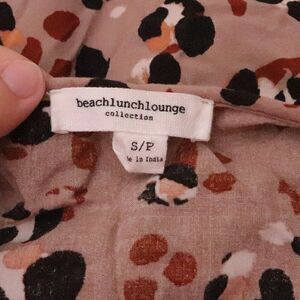 beachlunchlounge
collection
S/P
in India